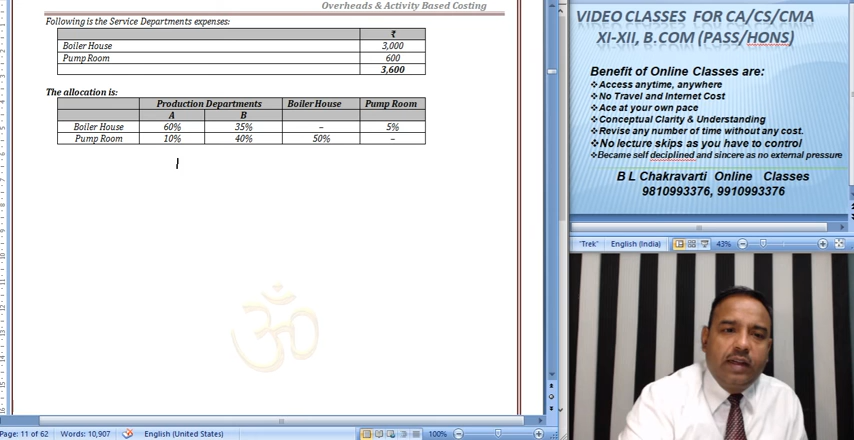 Overheads & Activity Based Costing
Following is the Service Departments expenses:
₹
Boiler House 3,000
Pump Room 600
3,600
The allocation is:
Production Departments Boiler House Pump Room
A B
Boiler House 60% 35% – 5%
Pump Room 10% 40% 50% –
Page: 11 of 62 Words: 10,907 English (United States) 100%
VIDEO CLASSES FOR CA/CS/CMA
XI-XII, B.COM (PASS/HONS)
Benefit of Online Classes are:
❖Access anytime, anywhere
❖No Travel and Internet Cost
❖Ace at your own pace
❖Conceptual Clarity & Understanding
❖Revise any number of time without any cost.
❖No lecture skips as you have to control
❖Became self deciplined and sincere as no external pressure
B L Chakravarti Online Classes
9810993376, 9910993376
"Trek" English (India) 43%
ॐ